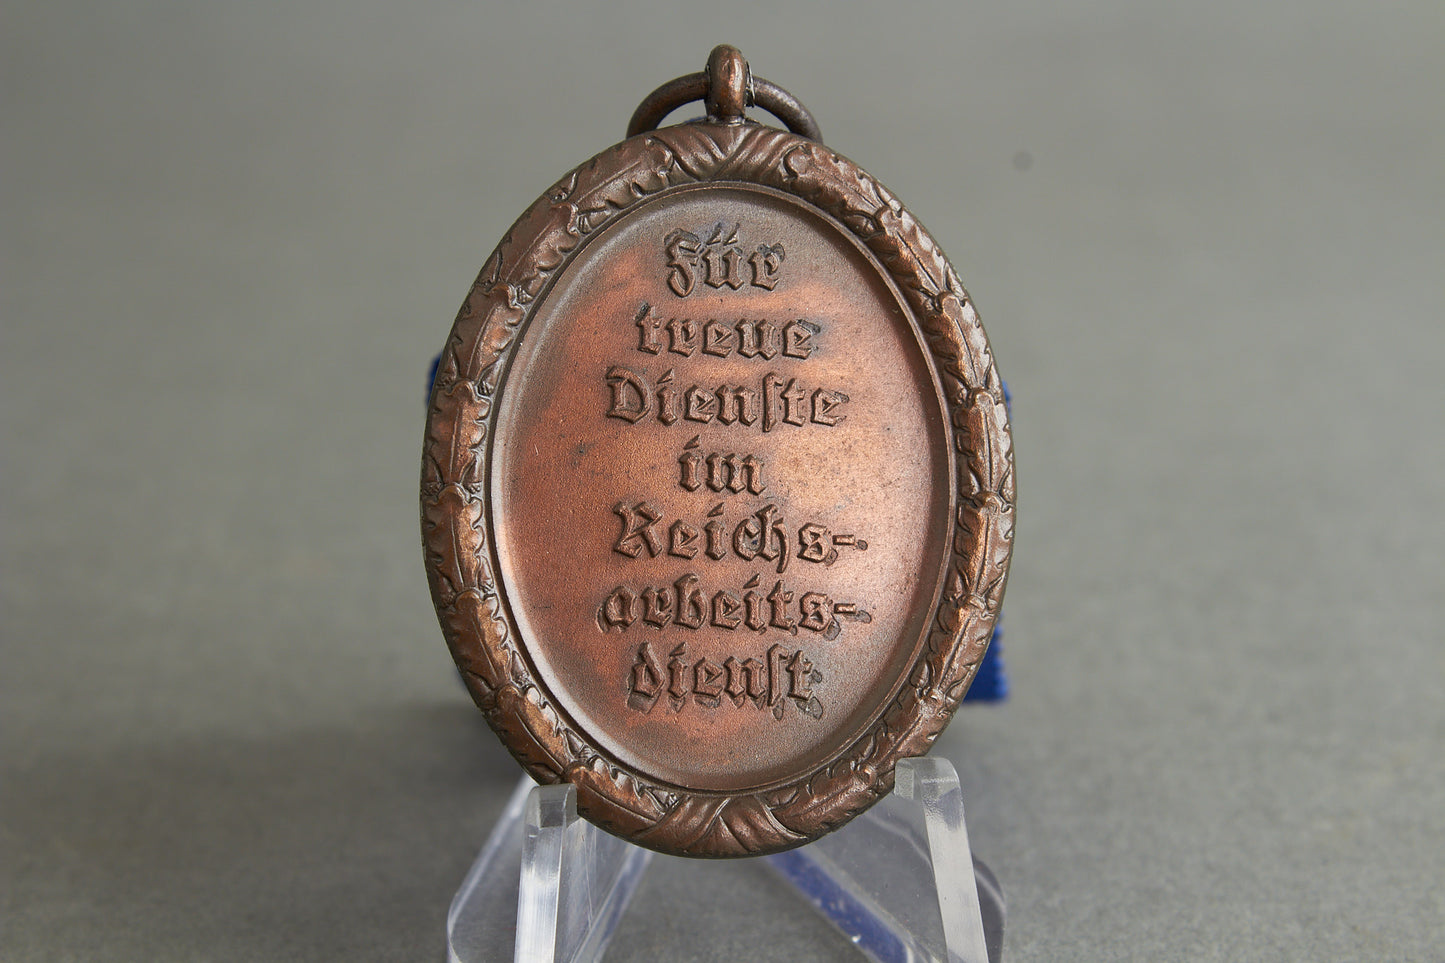 Für
treue
Dienſte
im
Reichs-
arbeits-
dienſt